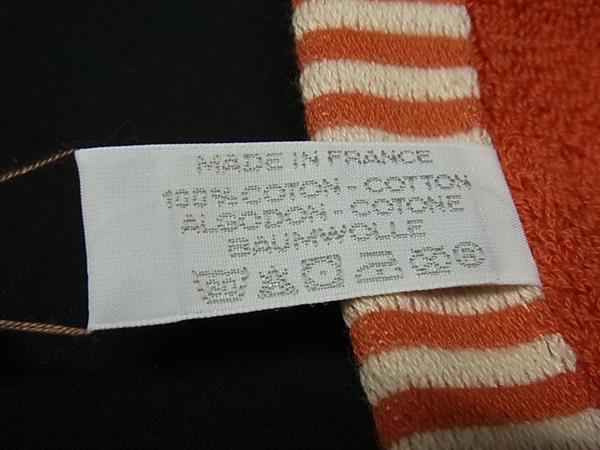 MADE IN FRANCE
100% COTON - COTTON
ALGODON - COTONE
BAUMWOLLE